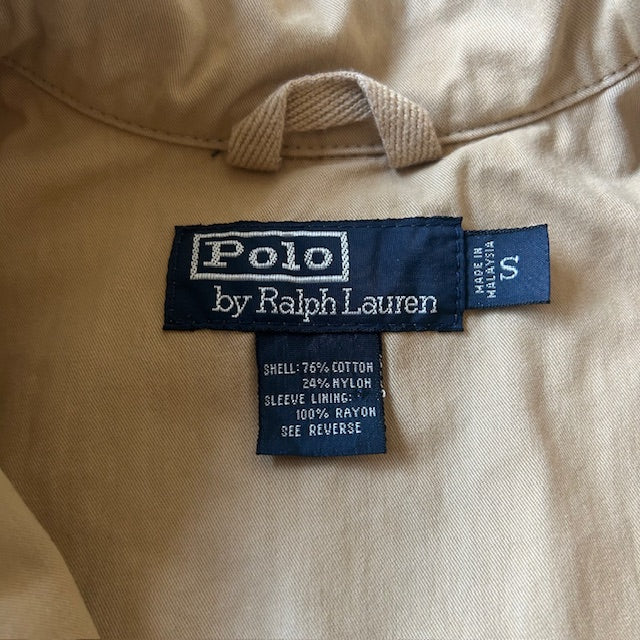 Polo
by Ralph Lauren
MADE IN
MALAYSIA
S
SHELL: 76% COTTON
24% NYLON
SLEEVE LINING:
100% RAYON
SEE REVERSE